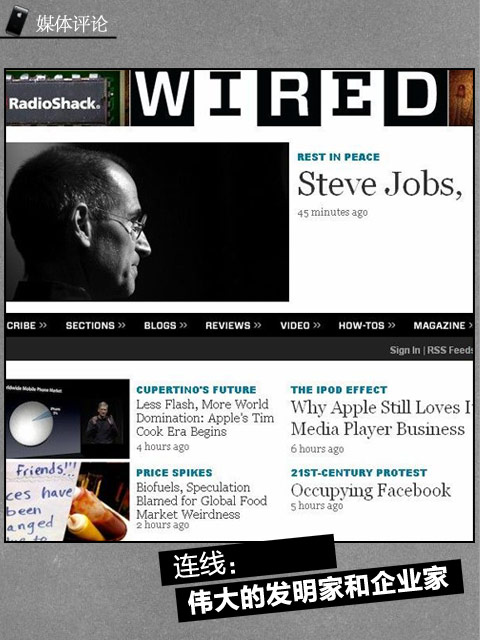 媒体评论
RadioShack.
WIRED
REST IN PEACE
Steve Jobs,
45 minutes ago
CRIBE »
SECTIONS »
BLOGS »
REVIEWS »
VIDEO »
HOW-TOS »
MAGAZINE »
Sign In | RSS Feeds
CUPERTINO'S FUTURE
Less Flash, More World
Domination: Apple's Tim
Cook Era Begins
4 hours ago
THE IPOD EFFECT
Why Apple Still Loves I
Media Player Business
6 hours ago
Friends!!!
ces have
been
anged
PRICE SPIKES
Biofuels, Speculation
Blamed for Global Food
Market Weirdness
2 hours ago
21ST-CENTURY PROTEST
Occupying Facebook
5 hours ago
连线：
伟大的发明家和企业家